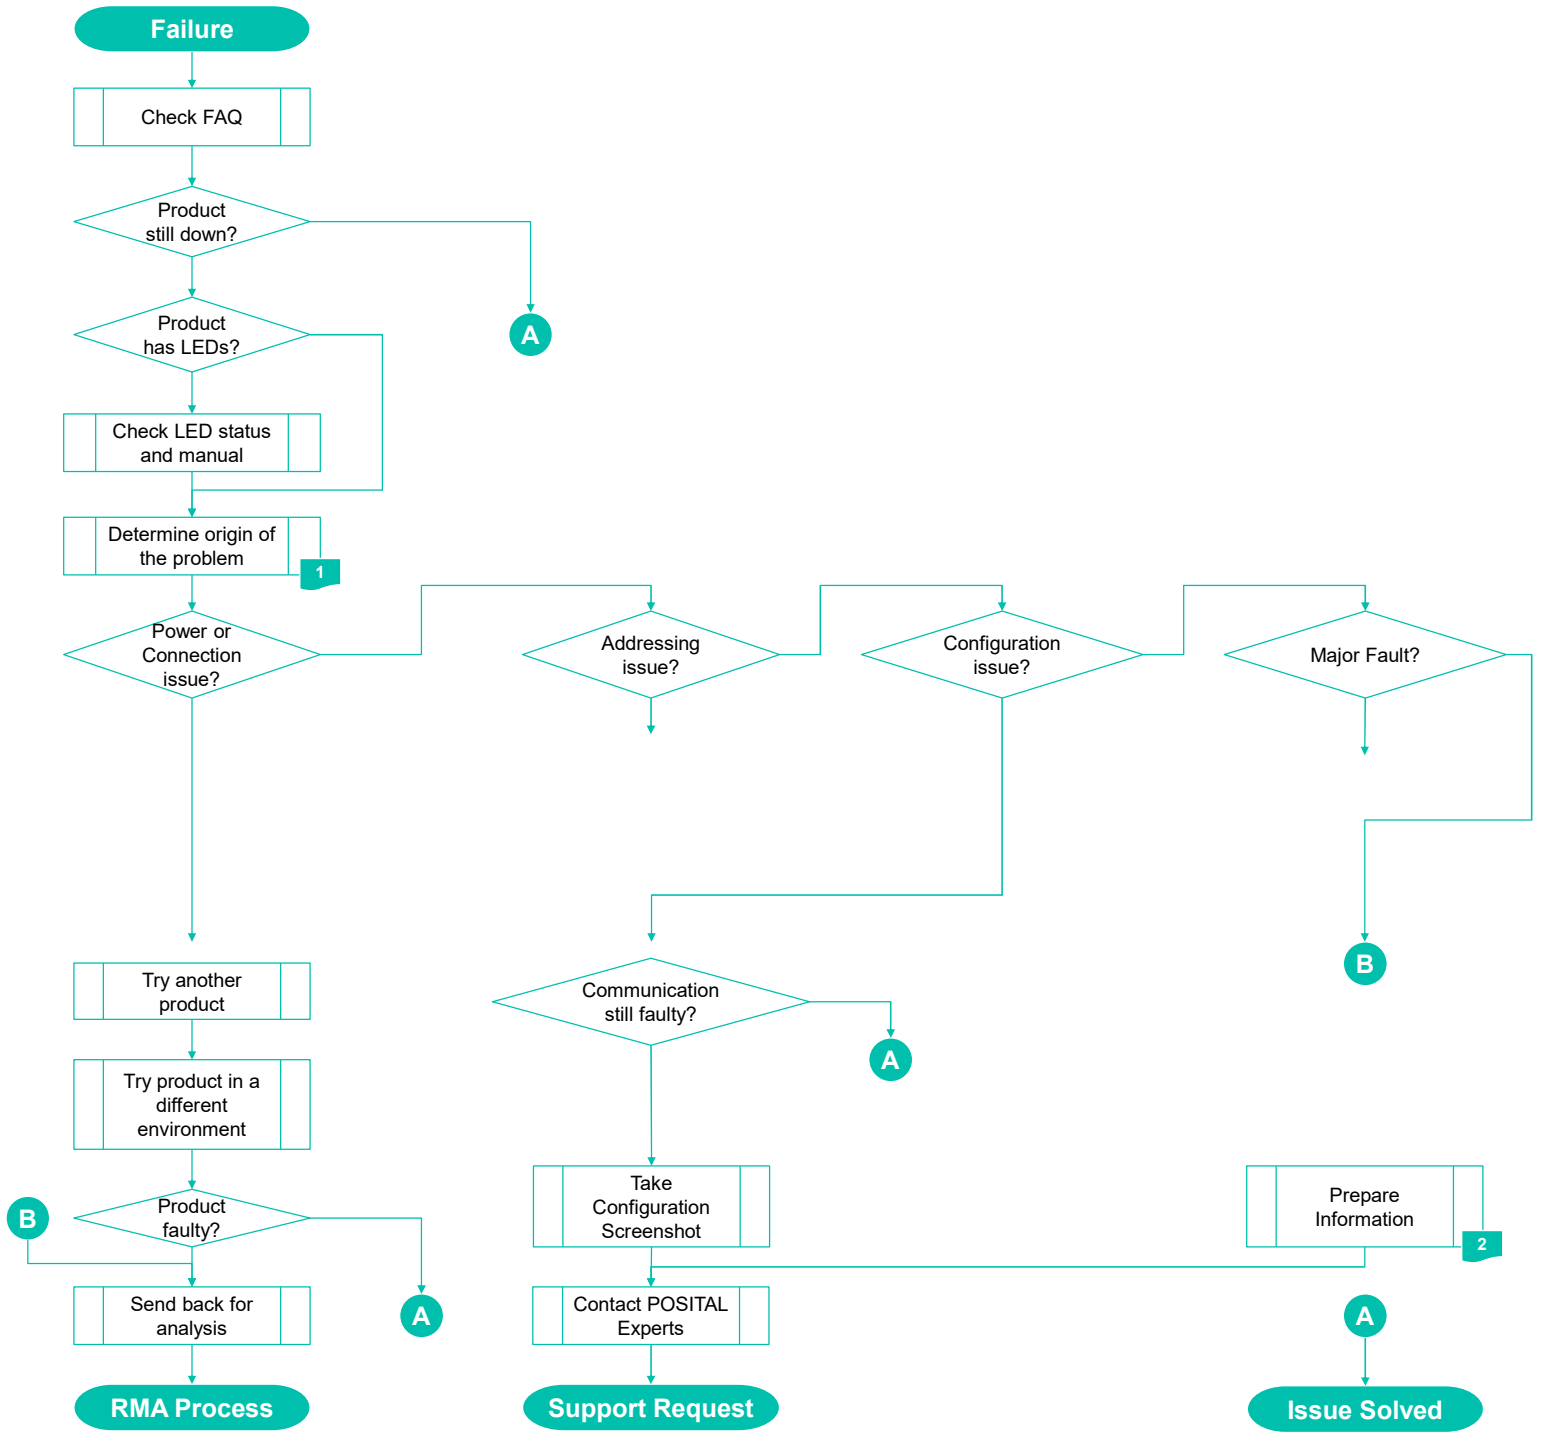 Failure
Check FAQ
Product
still down?
Product
has LEDs?
A
Check LED status
and manual
Determine origin of
the problem
1
Power or
Connection
issue?
Addressing
issue?
Configuration
issue?
Major Fault?
B
Try another
product
Communication
still faulty?
A
Try product in a
different
environment
Take
Configuration
Screenshot
Prepare
Information
2
B
Product
faulty?
Send back for
analysis
A
Contact POSITAL
Experts
A
RMA Process
Support Request
Issue Solved